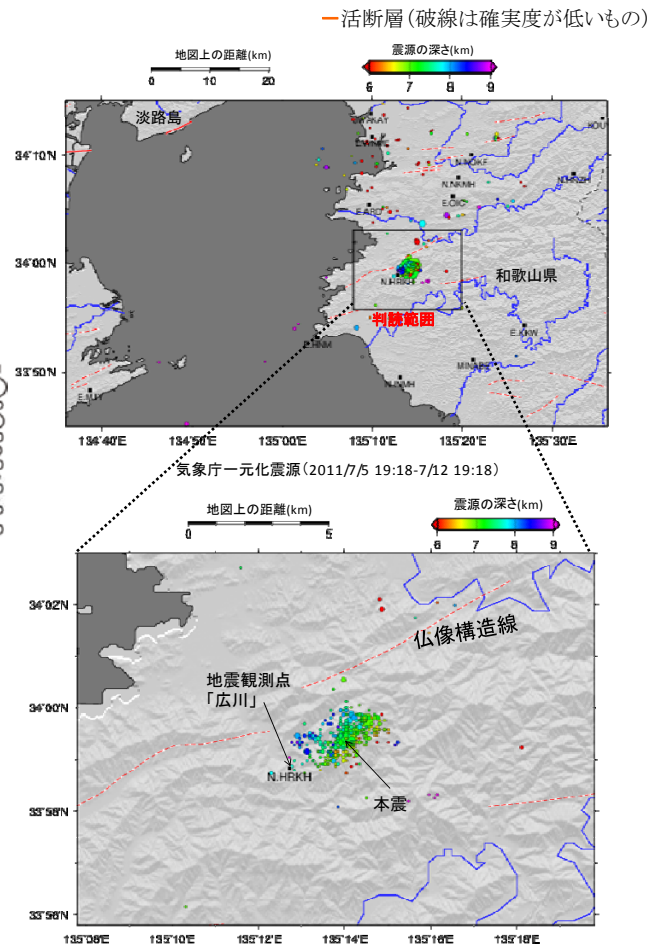 活断層(破線は確実度が低いもの)
地図上の距離(km)
0 10 20
震源の深さ(km)
6 7 8 9
淡路島
34°10'N
34°00'N
33°50'N
N.HRKH
和歌山県
判読範囲
134°40'E 134°50'E 135°00'E 135°10'E 135°20'E 135°30'E
気象庁一元化震源(2011/7/5 19:18-7/12 19:18)
地図上の距離(km)
0 5
震源の深さ(km)
6 7 8 9
34°02'N
34°00'N
33°58'N
33°56'N
仏像構造線
地震観測点
「広川」
N.HRKH
本震
135°08'E 135°10'E 135°12'E 135°14'E 135°16'E 135°18'E